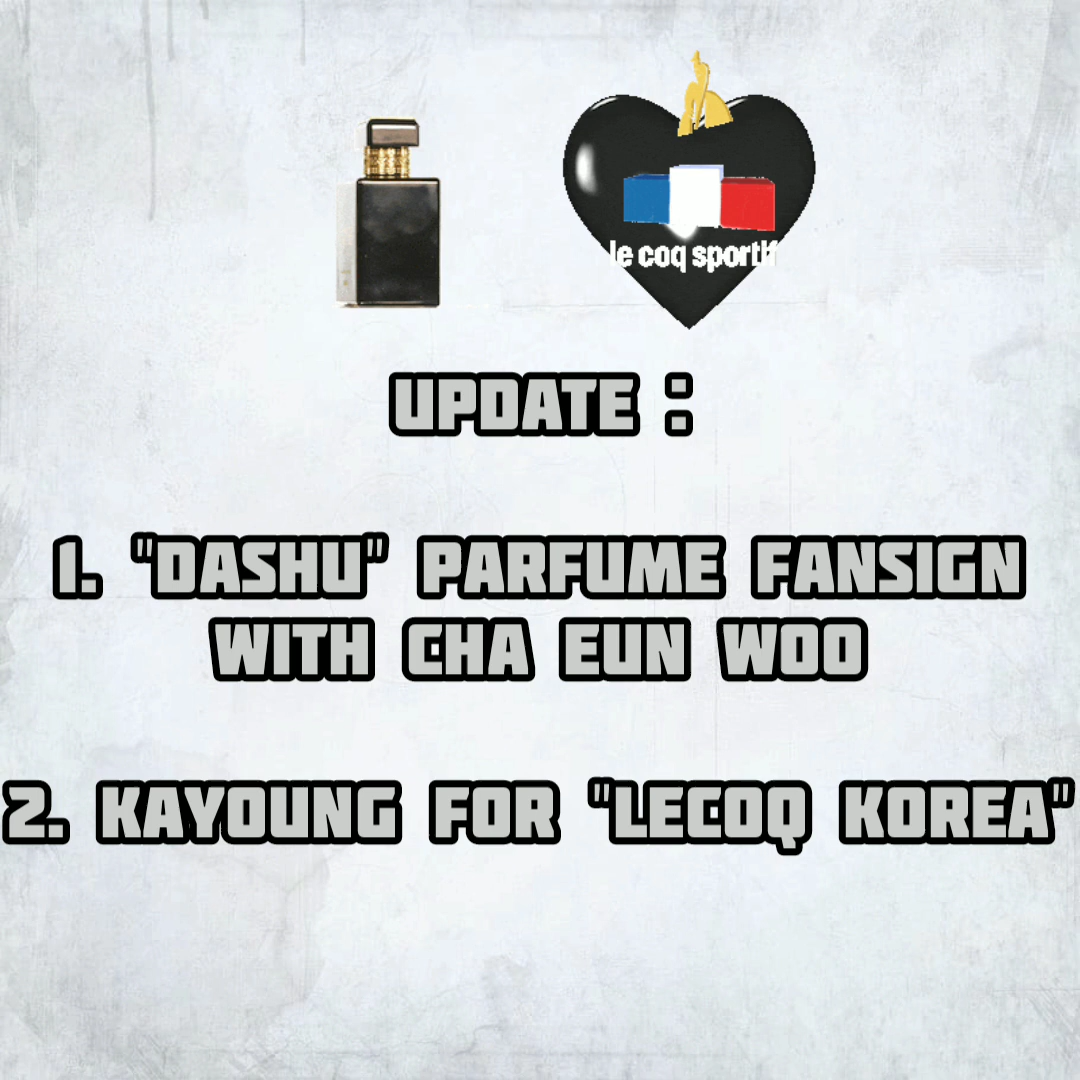 le coq sportif
UPDATE :
1. "DASHU" PARFUME FANSIGN
WITH CHA EUN WOO
2. KAYOUNG FOR "LECOQ KOREA"